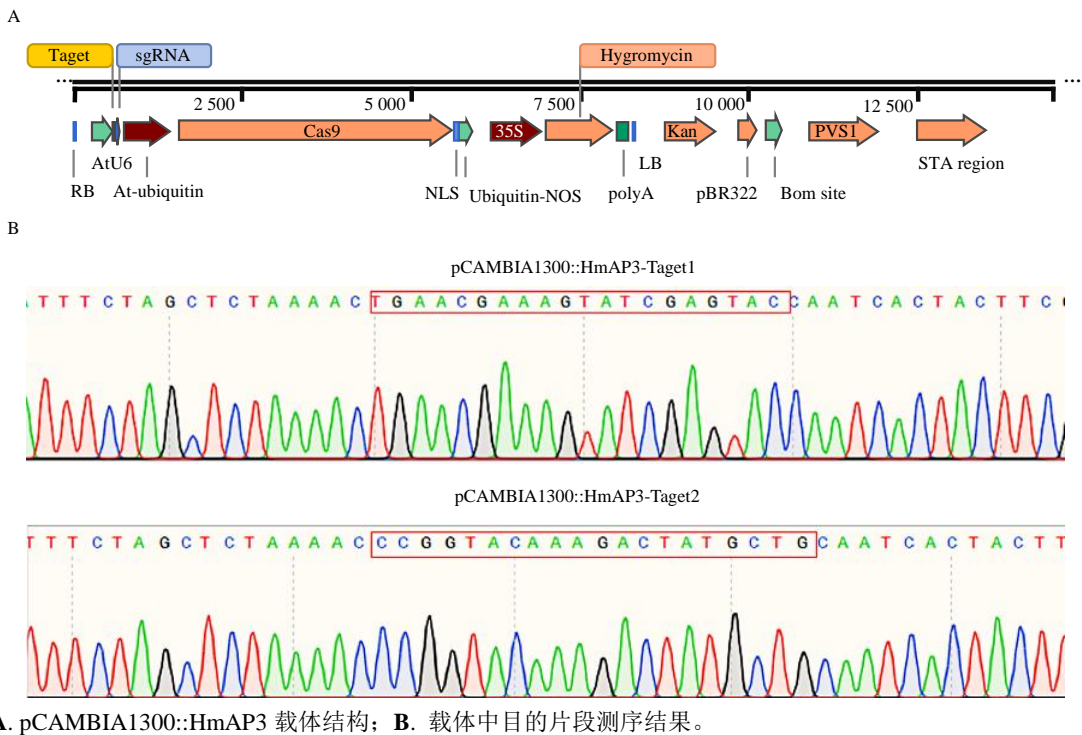 A
Taget sgRNA Hygromycin
... ...
2 500 5 000 7 500 10 000 12 500
Cas9 35S Kan PVS1
AtU6 LB STA region
RB At-ubiquitin NLS Ubiquitin-NOS polyA pBR322 Bom site
B
pCAMBIA1300::HmAP3-Taget1
T T T C T A G C T C T A A A A C T G A A C G A A A G T A T C G A G T A C C A A T C A C T A C T T C
pCAMBIA1300::HmAP3-Taget2
T T T C T A G C T C T A A A A C C C G G T A C A A A G A C T A T G C T G C A A T C A C T A C T T
A. pCAMBIA1300::HmAP3 载体结构；B. 载体中目的片段测序结果。